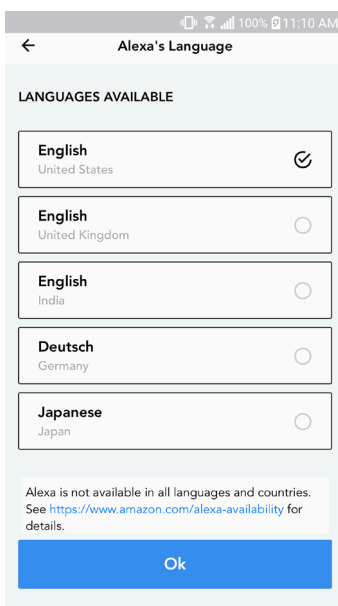 100% 11:10 AM
Alexa's Language
LANGUAGES AVAILABLE
English
United States
English
United Kingdom
English
India
Deutsch
Germany
Japanese
Japan
Alexa is not available in all languages and countries.
See https://www.amazon.com/alexa-availability for
details.
Ok